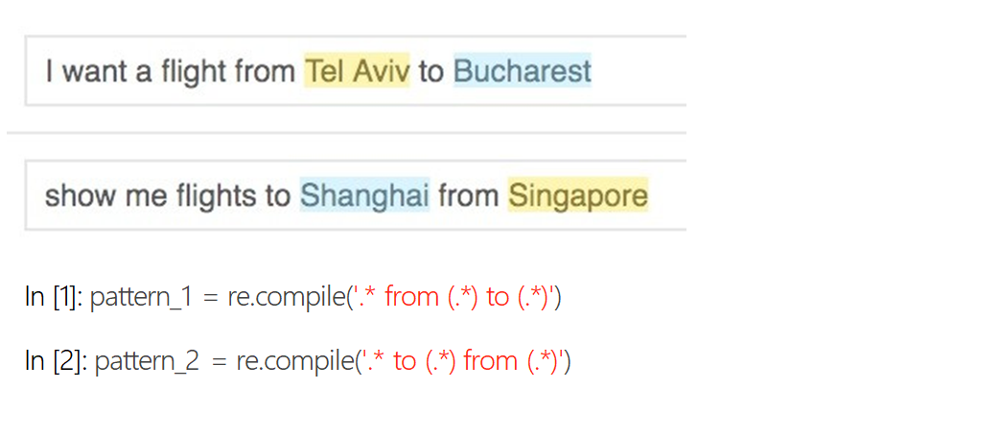 I want a flight from Tel Aviv to Bucharest
show me flights to Shanghai from Singapore
In [1]: pattern_1 = re.compile('.* from (.*) to (.*)')
In [2]: pattern_2 = re.compile('.* to (.*) from (.*)')